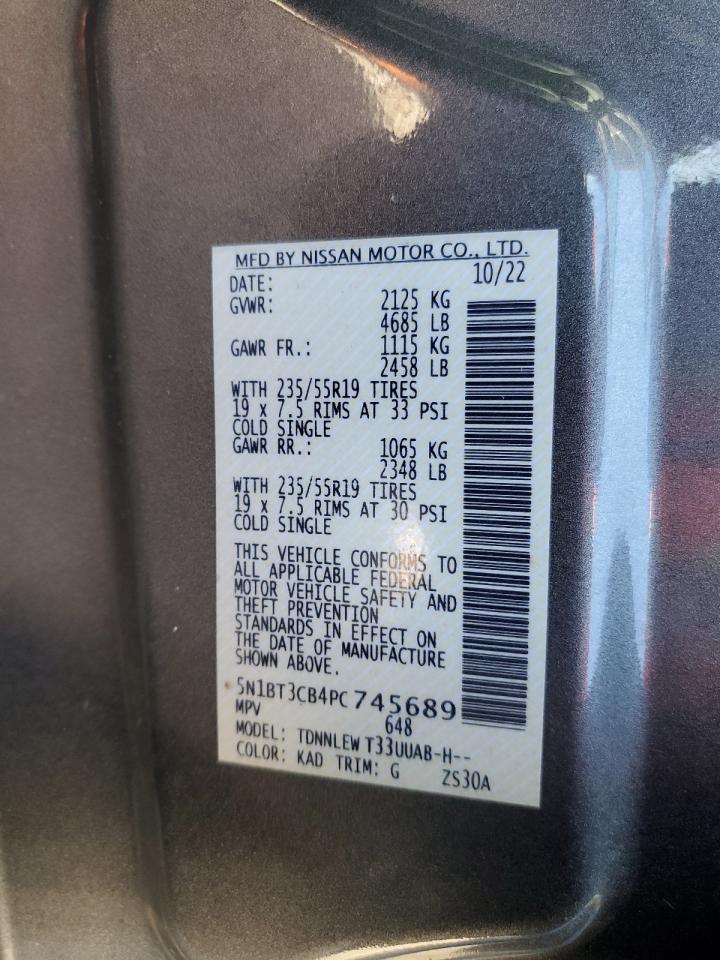 MFD BY NISSAN MOTOR CO., LTD.
DATE: 10/22
GVWR: 2125 KG
4685 LB
GAWR FR.: 1115 KG
2458 LB
WITH 235/55R19 TIRES
19 x 7.5 RIMS AT 33 PSI
COLD SINGLE
GAWR RR.: 1065 KG
2348 LB
WITH 235/55R19 TIRES
19 x 7.5 RIMS AT 30 PSI
COLD SINGLE
THIS VEHICLE CONFORMS TO
ALL APPLICABLE FEDERAL
MOTOR VEHICLE SAFETY AND
THEFT PREVENTION
STANDARDS IN EFFECT ON
THE DATE OF MANUFACTURE
SHOWN ABOVE.
5N1BT3CB4PC745689
MPV 648
MODEL: TDNNLEW T33UUAB-H--
COLOR: KAD TRIM: G ZS30A